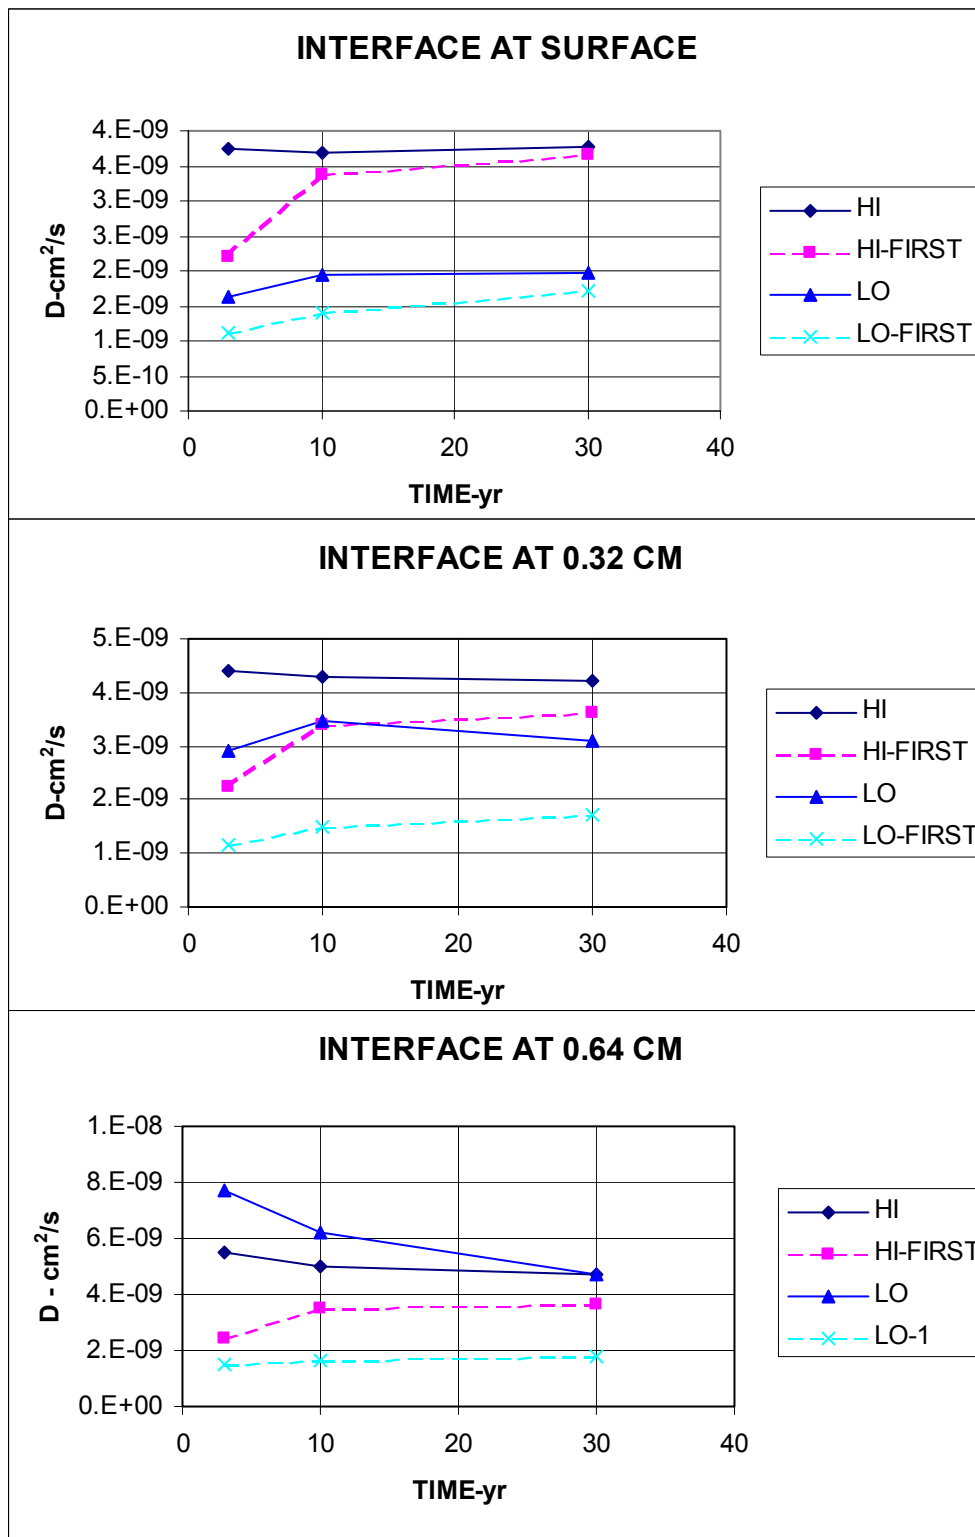 INTERFACE AT SURFACE
4.E-09
4.E-09
3.E-09
3.E-09
2.E-09
2.E-09
1.E-09
5.E-10
0.E+00
D-cm²/s
0 10 20 30 40
TIME-yr
HI
HI-FIRST
LO
LO-FIRST
INTERFACE AT 0.32 CM
5.E-09
4.E-09
3.E-09
2.E-09
1.E-09
0.E+00
D-cm²/s
0 10 20 30 40
TIME-yr
HI
HI-FIRST
LO
LO-FIRST
INTERFACE AT 0.64 CM
1.E-08
8.E-09
6.E-09
4.E-09
2.E-09
0.E+00
D - cm²/s
0 10 20 30 40
TIME-yr
HI
HI-FIRST
LO
LO-1